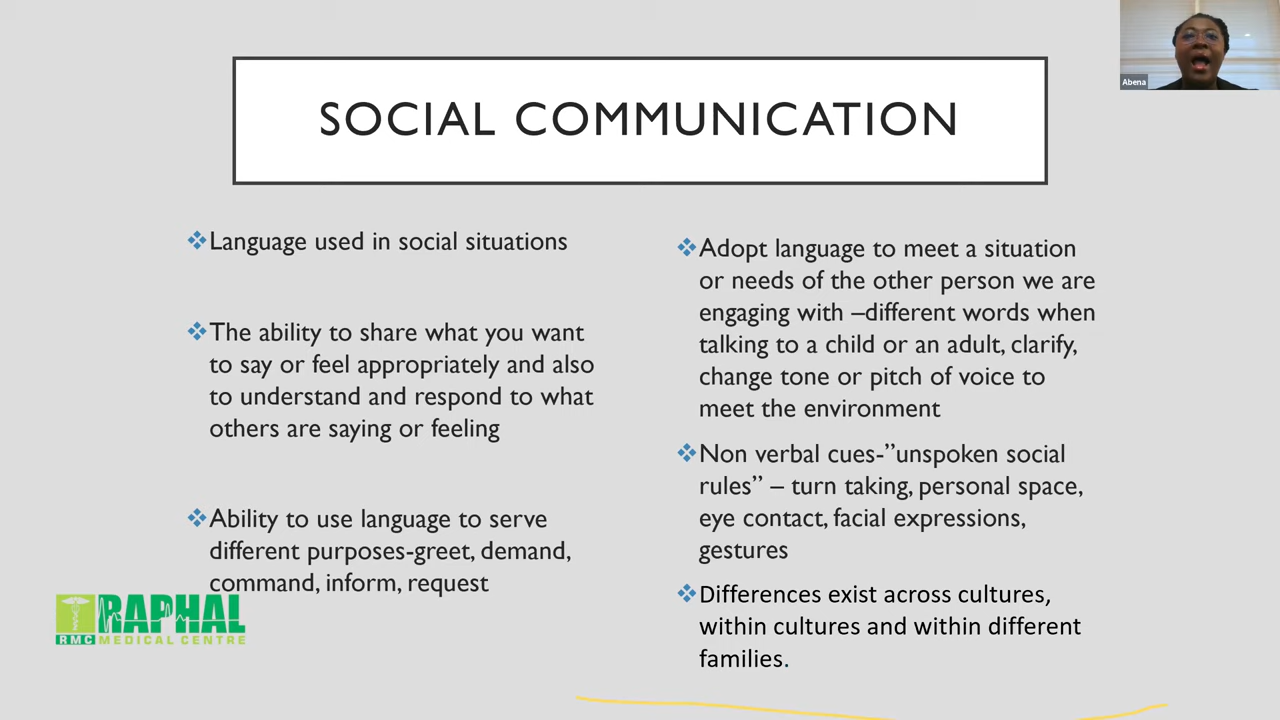 SOCIAL COMMUNICATION
Abena
Language used in social situations
The ability to share what you want
to say or feel appropriately and also
to understand and respond to what
others are saying or feeling
Ability to use language to serve
different purposes-greet, demand,
command, inform, request
Adopt language to meet a situation
or needs of the other person we are
engaging with –different words when
talking to a child or an adult, clarify,
change tone or pitch of voice to
meet the environment
Non verbal cues-”unspoken social
rules” – turn taking, personal space,
eye contact, facial expressions,
gestures
Differences exist across cultures,
within cultures and within different
families.
RAPHAL
RMC MEDICAL CENTRE